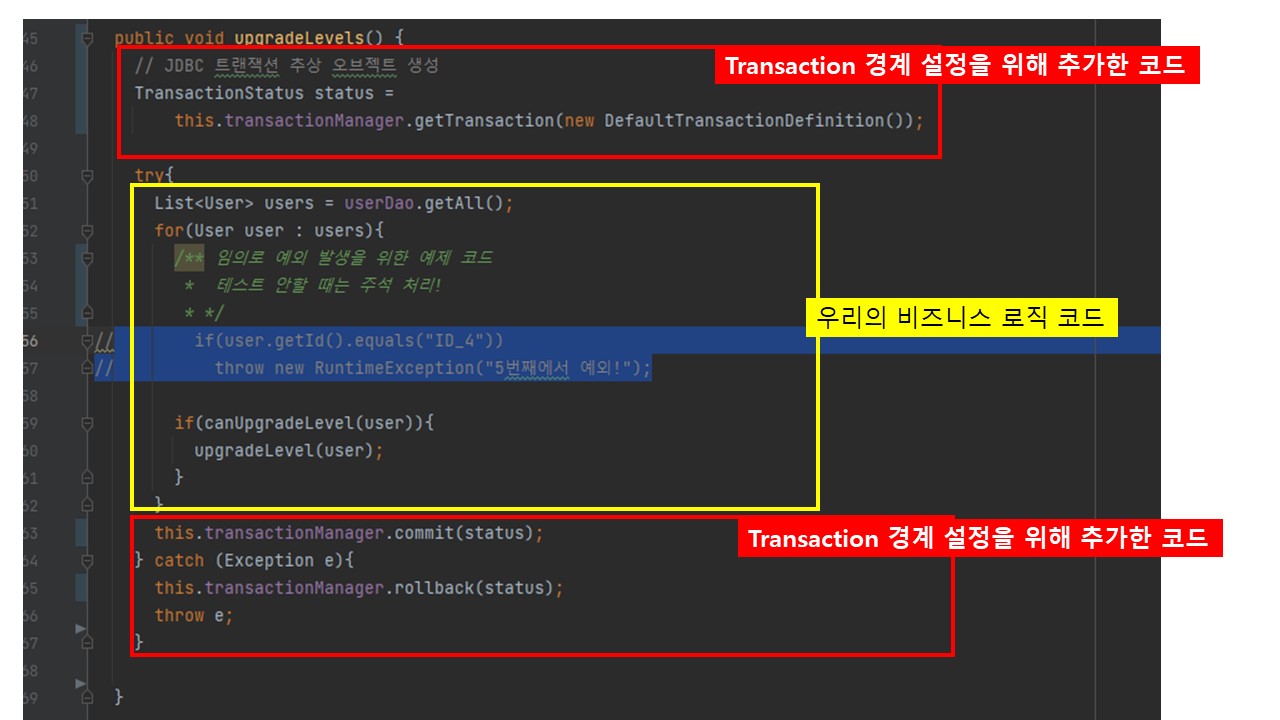 45 public void upgradeLevels() {
46 // JDBC 트랜잭션 추상 오브젝트 생성
Transaction 경계 설정을 위해 추가한 코드
47 TransactionStatus status =
48 this.transactionManager.getTransaction(new DefaultTransactionDefinition());
49
50 try{
51 List<User> users = userDao.getAll();
52 for(User user : users){
53 /** 임의로 예외 발생을 위한 예제 코드
54 * 테스트 안할 때는 주석 처리!
55 * */
우리의 비즈니스 로직 코드
56 // if(user.getId().equals("ID_4"))
57 // throw new RuntimeException("5번째에서 예외!");
58
59 if(canUpgradeLevel(user)){
60 upgradeLevel(user);
61 }
62 }
63 this.transactionManager.commit(status);
Transaction 경계 설정을 위해 추가한 코드
64 } catch (Exception e){
65 this.transactionManager.rollback(status);
66 throw e;
67 }
68
69 }